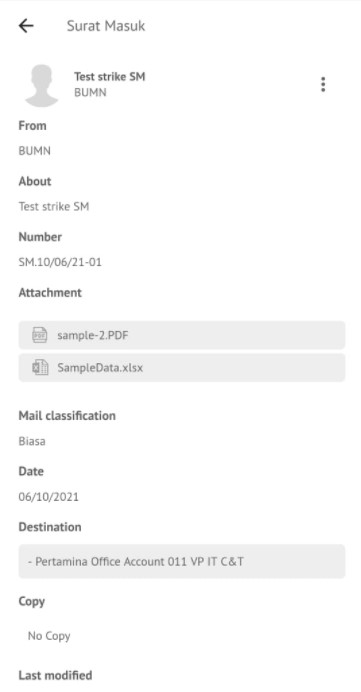 Surat Masuk
Test strike SM
BUMN
From
BUMN
About
Test strike SM
Number
SM.10/06/21-01
Attachment
sample-2.PDF
SampleData.xlsx
Mail classification
Biasa
Date
06/10/2021
Destination
- Pertamina Office Account 011 VP IT C&T
Copy
No Copy
Last modified